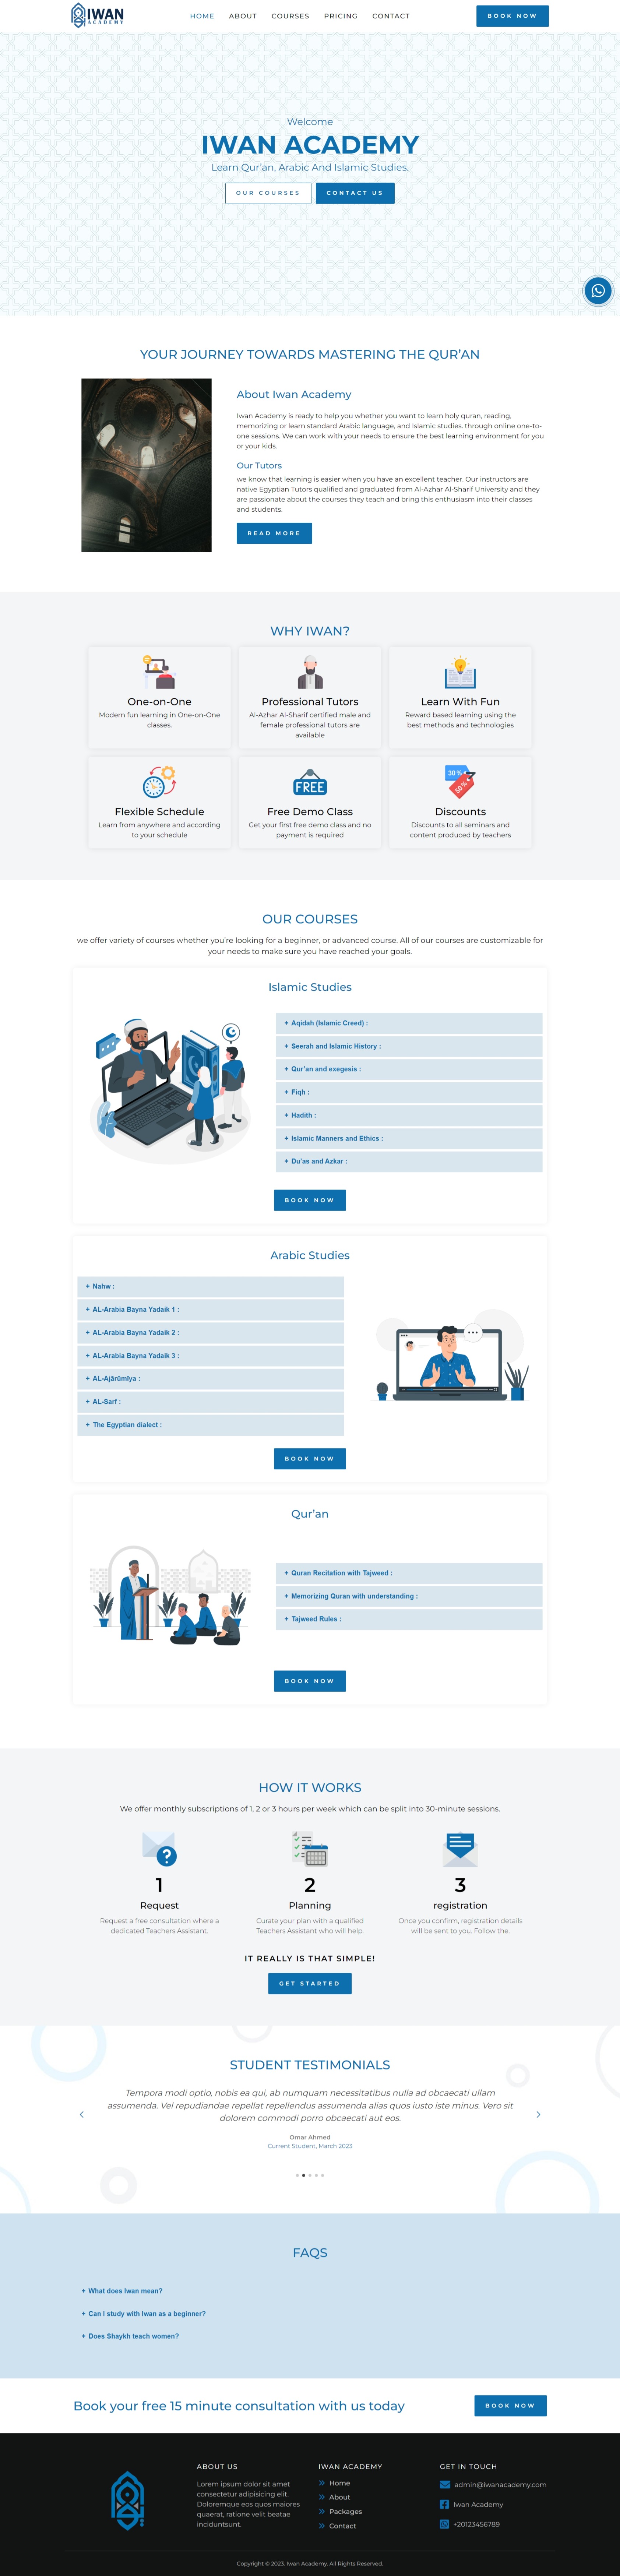 IWAN
ACADEMY
HOME
ABOUT
COURSES
PRICING
CONTACT
BOOK NOW
Welcome
IWAN ACADEMY
Learn Qur’an, Arabic And Islamic Studies.
OUR COURSES
CONTACT US
YOUR JOURNEY TOWARDS MASTERING THE QUR’AN
About Iwan Academy
Iwan Academy is ready to help you whether you want to learn holy quran, reading,
memorizing or learn standard Arabic language, and Islamic studies. through online one-to-
one sessions. We can work with your needs to ensure the best learning environment for you
or your kids.
Our Tutors
we know that learning is easier when you have an excellent teacher. Our instructors are
native Egyptian Tutors qualified and graduated from Al-Azhar Al-Sharif University and they
are passionate about the courses they teach and bring this enthusiasm into their classes
and students.
READ MORE
WHY IWAN?
One-on-One
Modern fun learning in One-on-One
classes.
Professional Tutors
Al-Azhar Al-Sharif certified male and
female professional tutors are
available
Learn With Fun
Reward based learning using the
best methods and technologies
Flexible Schedule
Learn from anywhere and according
to your schedule
FREE
Free Demo Class
Get your first free demo class and no
payment is required
30%
50%
Discounts
Discounts to all seminars and
content produced by teachers
OUR COURSES
we offer variety of courses whether you’re looking for a beginner, or advanced course. All of our courses are customizable for
your needs to make sure you have reached your goals.
Islamic Studies
+ Aqidah (Islamic Creed) :
+ Seerah and Islamic History :
+ Qur’an and exegesis :
+ Fiqh :
+ Hadith :
+ Islamic Manners and Ethics :
+ Du’as and Azkar :
BOOK NOW
Arabic Studies
+ Nahw :
+ AL-Arabia Bayna Yadaik 1 :
+ AL-Arabia Bayna Yadaik 2 :
+ AL-Arabia Bayna Yadaik 3 :
+ AL-Ajārūmīya :
+ AL-Sarf :
+ The Egyptian dialect :
BOOK NOW
Qur’an
+ Quran Recitation with Tajweed :
+ Memorizing Quran with understanding :
+ Tajweed Rules :
BOOK NOW
HOW IT WORKS
We offer monthly subscriptions of 1, 2 or 3 hours per week which can be split into 30-minute sessions.
1
Request
Request a free consultation where a
dedicated Teachers Assistant.
2
Planning
Curate your plan with a qualified
Teachers Assistant who will help.
3
registration
Once you confirm, registration details
will be sent to you. Follow the.
IT REALLY IS THAT SIMPLE!
GET STARTED
STUDENT TESTIMONIALS
Tempora modi optio, nobis ea qui, ab numquam necessitatibus nulla ad obcaecati ullam
assumenda. Vel repudiandae repellat repellendus assumenda alias quos iusto iste minus. Vero sit
dolorem commodi porro obcaecati aut eos.
Omar Ahmed
Current Student, March 2023
FAQS
+ What does Iwan mean?
+ Can I study with Iwan as a beginner?
+ Does Shaykh teach women?
Book your free 15 minute consultation with us today
BOOK NOW
ABOUT US
Lorem ipsum dolor sit amet
consectetur adipisicing elit.
Doloremque eos quos maiores
quaerat, ratione velit beatae
inciduntsunt.
IWAN ACADEMY
Home
About
Packages
Contact
GET IN TOUCH
admin@iwanacademy.com
Iwan Academy
+20123456789
Copyright © 2023. Iwan Academy. All Rights Reserved.